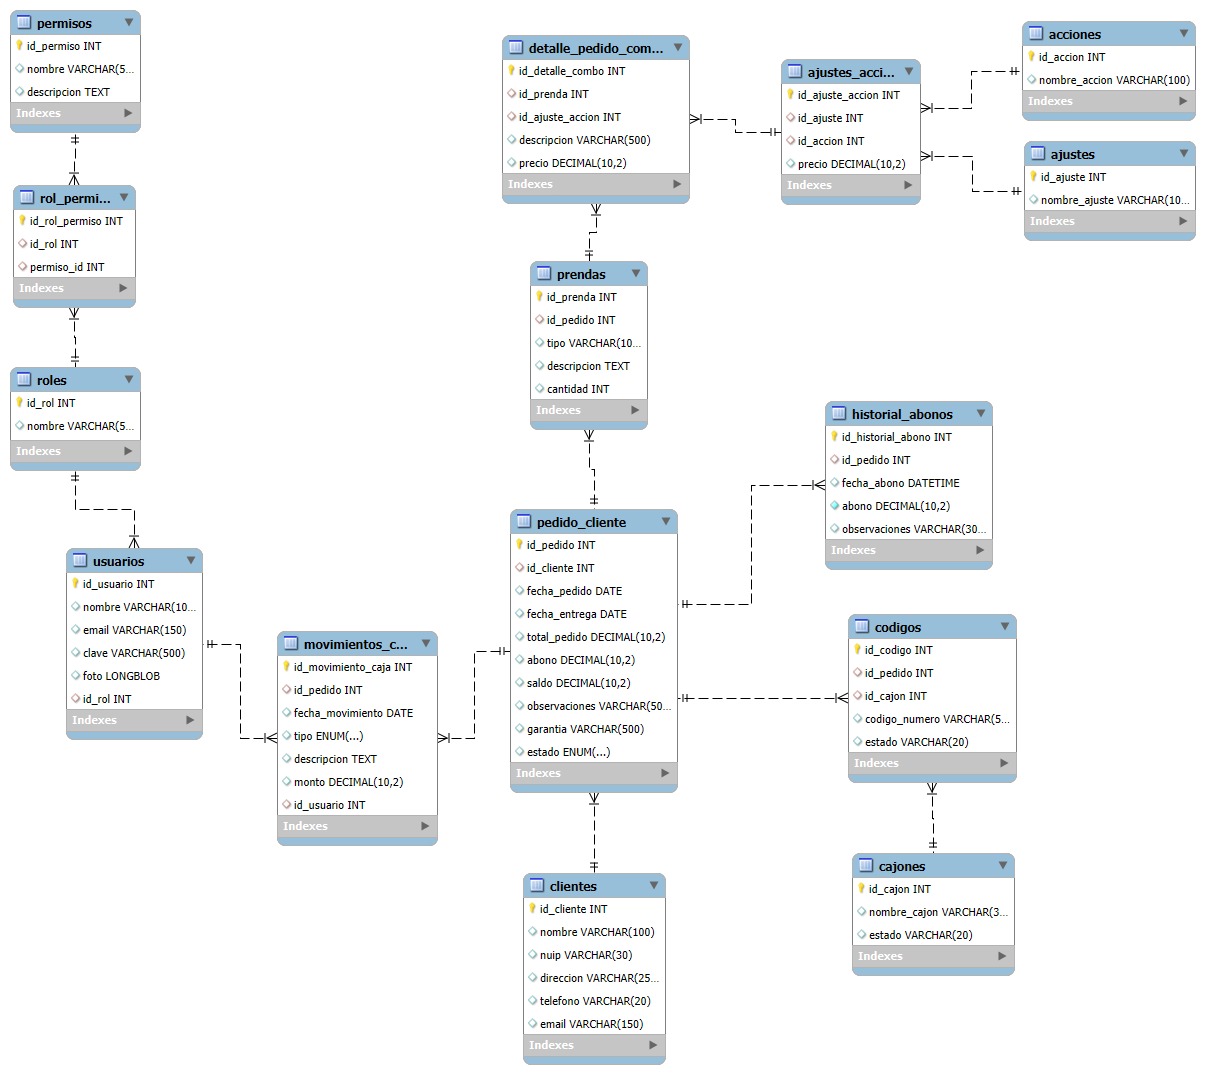 permisos
id_permiso INT
nombre VARCHAR(5...
descripcion TEXT
Indexes
rol_permi...
id_rol_permiso INT
id_rol INT
permiso_id INT
Indexes
roles
id_rol INT
nombre VARCHAR(5...
Indexes
usuarios
id_usuario INT
nombre VARCHAR(10...
email VARCHAR(150)
clave VARCHAR(500)
foto LONGBLOB
id_rol INT
Indexes
movimientos_c...
id_movimiento_caja INT
id_pedido INT
fecha_movimiento DATE
tipo ENUM(...)
descripcion TEXT
monto DECIMAL(10,2)
id_usuario INT
Indexes
detalle_pedido_com...
id_detalle_combo INT
id_prenda INT
id_ajuste_accion INT
descripcion VARCHAR(500)
precio DECIMAL(10,2)
Indexes
prendas
id_prenda INT
id_pedido INT
tipo VARCHAR(10...
descripcion TEXT
cantidad INT
Indexes
pedido_cliente
id_pedido INT
id_cliente INT
fecha_pedido DATE
fecha_entrega DATE
total_pedido DECIMAL(10,2)
abono DECIMAL(10,2)
saldo DECIMAL(10,2)
observaciones VARCHAR(50...
garantia VARCHAR(500)
estado ENUM(...)
Indexes
clientes
id_cliente INT
nombre VARCHAR(100)
nuip VARCHAR(30)
direccion VARCHAR(25...
telefono VARCHAR(20)
email VARCHAR(150)
Indexes
ajustes_acci...
id_ajuste_accion INT
id_ajuste INT
id_accion INT
precio DECIMAL(10,2)
Indexes
acciones
id_accion INT
nombre_accion VARCHAR(100)
Indexes
ajustes
id_ajuste INT
nombre_ajuste VARCHAR(10...
Indexes
historial_abonos
id_historial_abono INT
id_pedido INT
fecha_abono DATETIME
abono DECIMAL(10,2)
observaciones VARCHAR(30...
Indexes
codigos
id_codigo INT
id_pedido INT
id_cajon INT
codigo_numero VARCHAR(5...
estado VARCHAR(20)
Indexes
cajones
id_cajon INT
nombre_cajon VARCHAR(3...
estado VARCHAR(20)
Indexes